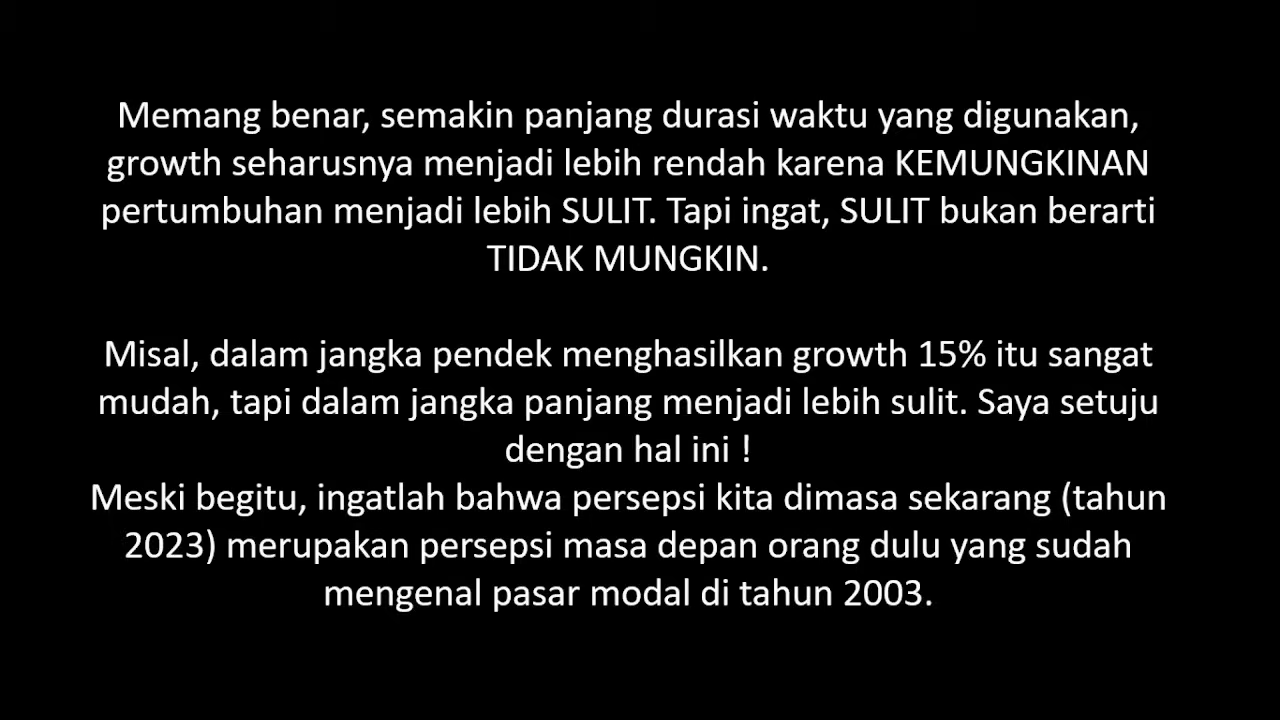 Memang benar, semakin panjang durasi waktu yang digunakan,
growth seharusnya menjadi lebih rendah karena KEMUNGKINAN
pertumbuhan menjadi lebih SULIT. Tapi ingat, SULIT bukan berarti
TIDAK MUNGKIN.
Misal, dalam jangka pendek menghasilkan growth 15% itu sangat
mudah, tapi dalam jangka panjang menjadi lebih sulit. Saya setuju
dengan hal ini !
Meski begitu, ingatlah bahwa persepsi kita dimasa sekarang (tahun
2023) merupakan persepsi masa depan orang dulu yang sudah
mengenal pasar modal di tahun 2003.